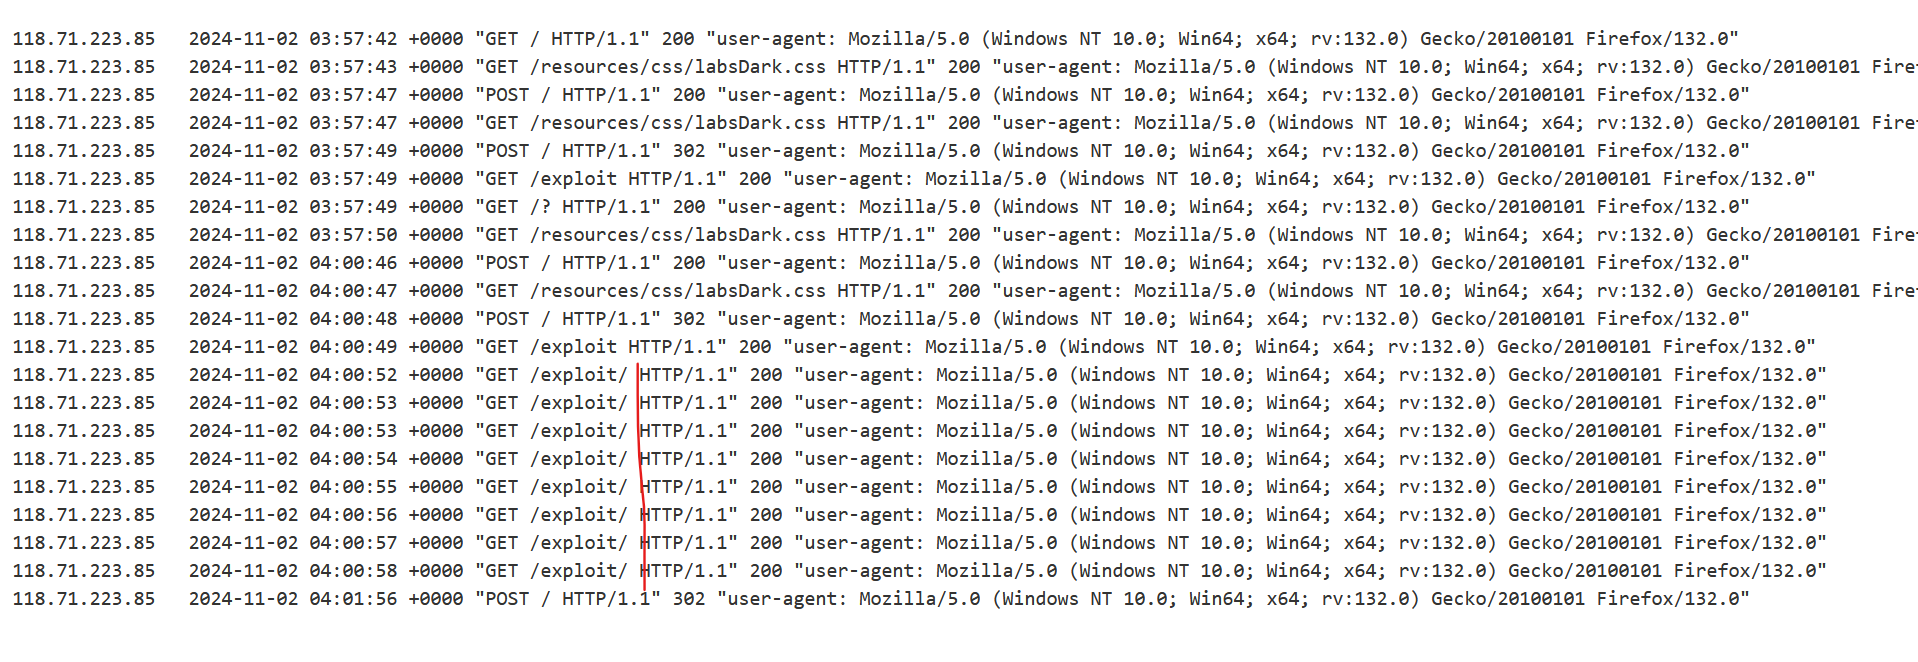 118.71.223.85   2024-11-02 03:57:42 +0000 "GET / HTTP/1.1" 200 "user-agent: Mozilla/5.0 (Windows NT 10.0; Win64; x64; rv:132.0) Gecko/20100101 Firefox/132.0"
118.71.223.85   2024-11-02 03:57:43 +0000 "GET /resources/css/labsDark.css HTTP/1.1" 200 "user-agent: Mozilla/5.0 (Windows NT 10.0; Win64; x64; rv:132.0) Gecko/20100101 Firef
118.71.223.85   2024-11-02 03:57:47 +0000 "POST / HTTP/1.1" 200 "user-agent: Mozilla/5.0 (Windows NT 10.0; Win64; x64; rv:132.0) Gecko/20100101 Firefox/132.0"
118.71.223.85   2024-11-02 03:57:47 +0000 "GET /resources/css/labsDark.css HTTP/1.1" 200 "user-agent: Mozilla/5.0 (Windows NT 10.0; Win64; x64; rv:132.0) Gecko/20100101 Firef
118.71.223.85   2024-11-02 03:57:49 +0000 "POST / HTTP/1.1" 302 "user-agent: Mozilla/5.0 (Windows NT 10.0; Win64; x64; rv:132.0) Gecko/20100101 Firefox/132.0"
118.71.223.85   2024-11-02 03:57:49 +0000 "GET /exploit HTTP/1.1" 200 "user-agent: Mozilla/5.0 (Windows NT 10.0; Win64; x64; rv:132.0) Gecko/20100101 Firefox/132.0"
118.71.223.85   2024-11-02 03:57:49 +0000 "GET /? HTTP/1.1" 200 "user-agent: Mozilla/5.0 (Windows NT 10.0; Win64; x64; rv:132.0) Gecko/20100101 Firefox/132.0"
118.71.223.85   2024-11-02 03:57:50 +0000 "GET /resources/css/labsDark.css HTTP/1.1" 200 "user-agent: Mozilla/5.0 (Windows NT 10.0; Win64; x64; rv:132.0) Gecko/20100101 Firef
118.71.223.85   2024-11-02 04:00:46 +0000 "POST / HTTP/1.1" 200 "user-agent: Mozilla/5.0 (Windows NT 10.0; Win64; x64; rv:132.0) Gecko/20100101 Firefox/132.0"
118.71.223.85   2024-11-02 04:00:47 +0000 "GET /resources/css/labsDark.css HTTP/1.1" 200 "user-agent: Mozilla/5.0 (Windows NT 10.0; Win64; x64; rv:132.0) Gecko/20100101 Firef
118.71.223.85   2024-11-02 04:00:48 +0000 "POST / HTTP/1.1" 302 "user-agent: Mozilla/5.0 (Windows NT 10.0; Win64; x64; rv:132.0) Gecko/20100101 Firefox/132.0"
118.71.223.85   2024-11-02 04:00:49 +0000 "GET /exploit HTTP/1.1" 200 "user-agent: Mozilla/5.0 (Windows NT 10.0; Win64; x64; rv:132.0) Gecko/20100101 Firefox/132.0"
118.71.223.85   2024-11-02 04:00:52 +0000 "GET /exploit/ HTTP/1.1" 200 "user-agent: Mozilla/5.0 (Windows NT 10.0; Win64; x64; rv:132.0) Gecko/20100101 Firefox/132.0"
118.71.223.85   2024-11-02 04:00:53 +0000 "GET /exploit/ HTTP/1.1" 200 "user-agent: Mozilla/5.0 (Windows NT 10.0; Win64; x64; rv:132.0) Gecko/20100101 Firefox/132.0"
118.71.223.85   2024-11-02 04:00:53 +0000 "GET /exploit/ HTTP/1.1" 200 "user-agent: Mozilla/5.0 (Windows NT 10.0; Win64; x64; rv:132.0) Gecko/20100101 Firefox/132.0"
118.71.223.85   2024-11-02 04:00:54 +0000 "GET /exploit/ HTTP/1.1" 200 "user-agent: Mozilla/5.0 (Windows NT 10.0; Win64; x64; rv:132.0) Gecko/20100101 Firefox/132.0"
118.71.223.85   2024-11-02 04:00:55 +0000 "GET /exploit/ HTTP/1.1" 200 "user-agent: Mozilla/5.0 (Windows NT 10.0; Win64; x64; rv:132.0) Gecko/20100101 Firefox/132.0"
118.71.223.85   2024-11-02 04:00:56 +0000 "GET /exploit/ HTTP/1.1" 200 "user-agent: Mozilla/5.0 (Windows NT 10.0; Win64; x64; rv:132.0) Gecko/20100101 Firefox/132.0"
118.71.223.85   2024-11-02 04:00:57 +0000 "GET /exploit/ HTTP/1.1" 200 "user-agent: Mozilla/5.0 (Windows NT 10.0; Win64; x64; rv:132.0) Gecko/20100101 Firefox/132.0"
118.71.223.85   2024-11-02 04:00:58 +0000 "GET /exploit/ HTTP/1.1" 200 "user-agent: Mozilla/5.0 (Windows NT 10.0; Win64; x64; rv:132.0) Gecko/20100101 Firefox/132.0"
118.71.223.85   2024-11-02 04:01:56 +0000 "POST / HTTP/1.1" 302 "user-agent: Mozilla/5.0 (Windows NT 10.0; Win64; x64; rv:132.0) Gecko/20100101 Firefox/132.0"